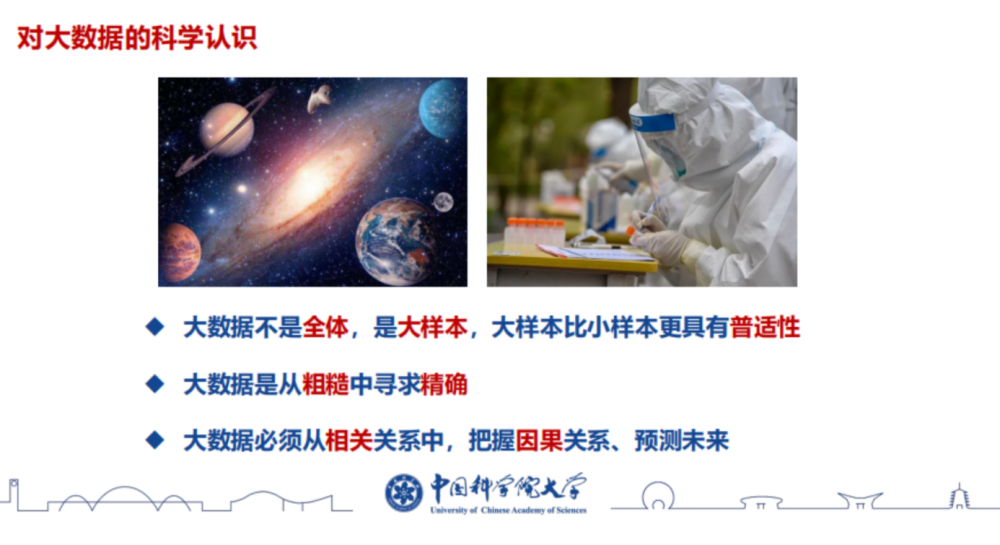 对大数据的科学认识
大数据不是全体，是大样本，大样本比小样本更具有普适性
大数据是从粗糙中寻求精确
大数据必须从相关关系中，把握因果关系、预测未来
中国科学院大学
University of Chinese Academy of Sciences